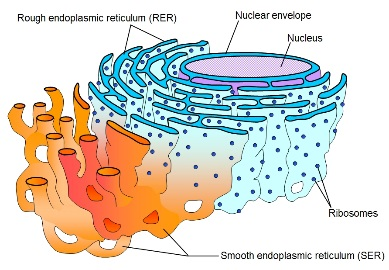 Rough endoplasmic reticulum (RER)
Nuclear envelope
Nucleus
Ribosomes
Smooth endoplasmic reticulum (SER)